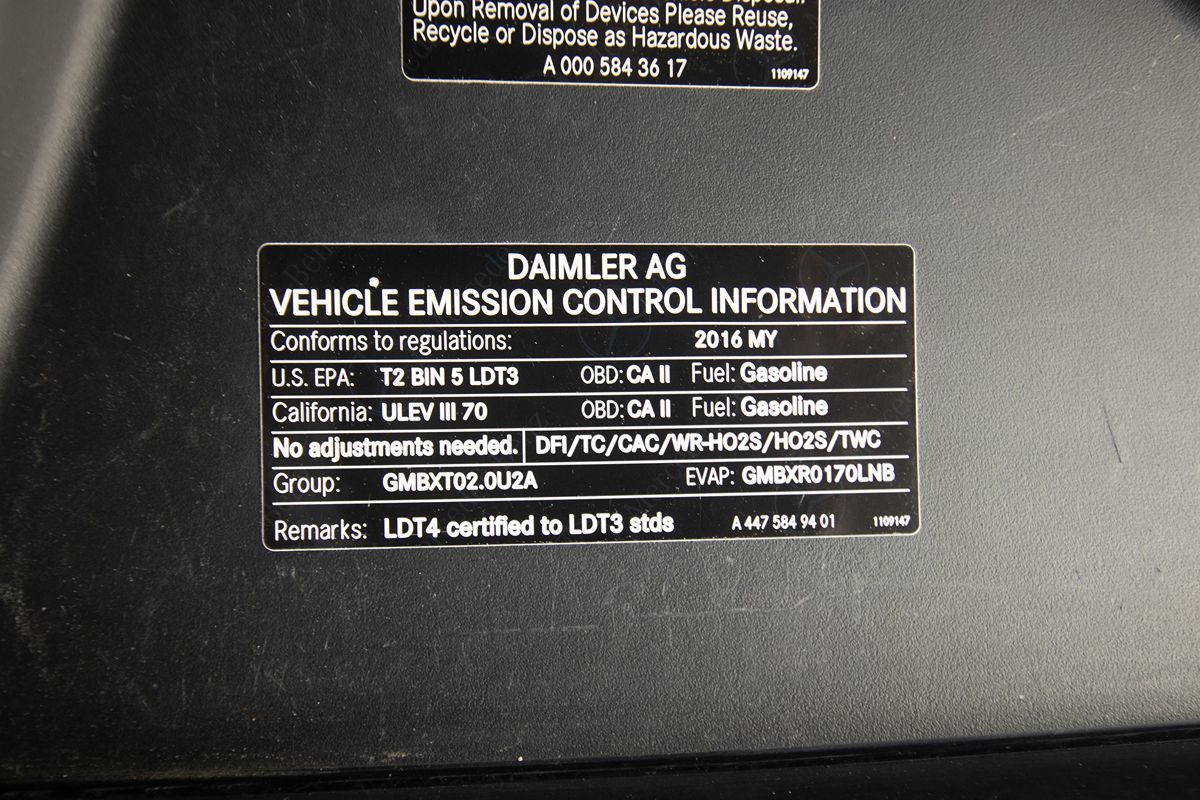 Upon Removal of Devices Please Reuse,
Recycle or Dispose as Hazardous Waste.
A 000 584 36 17 1109147
DAIMLER AG
VEHICLE EMISSION CONTROL INFORMATION
Conforms to regulations: 2016 MY
U.S. EPA: T2 BIN 5 LDT3 OBD: CA II Fuel: Gasoline
California: ULEV III 70 OBD: CA II Fuel: Gasoline
No adjustments needed. DFI/TC/CAC/WR-HO2S/HO2S/TWC
Group: GMBXT02.0U2A EVAP: GMBXR0170LNB
Remarks: LDT4 certified to LDT3 stds A 447 584 94 01 1109147